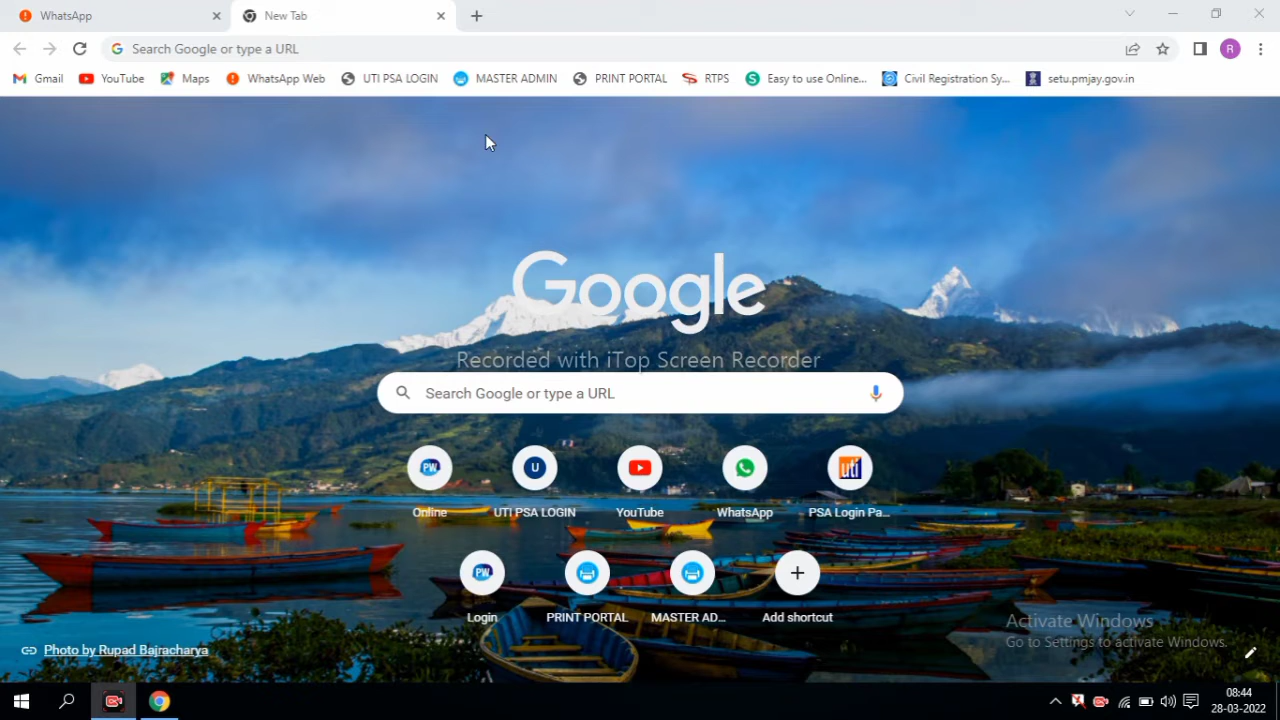 WhatsApp
New Tab
Search Google or type a URL
R
Gmail
YouTube
Maps
WhatsApp Web
UTI PSA LOGIN
MASTER ADMIN
PRINT PORTAL
RTPS
Easy to use Online...
Civil Registration Sy...
setu.pmjay.gov.in
Google
Recorded with iTop Screen Recorder
Search Google or type a URL
PW
U
uti
Online
UTI PSA LOGIN
YouTube
WhatsApp
PSA Login Pa...
PW
Login
PRINT PORTAL
MASTER AD...
Add shortcut
Activate Windows
Go to Settings to activate Windows.
Photo by Rupad Bajracharya
08:44
28-03-2022